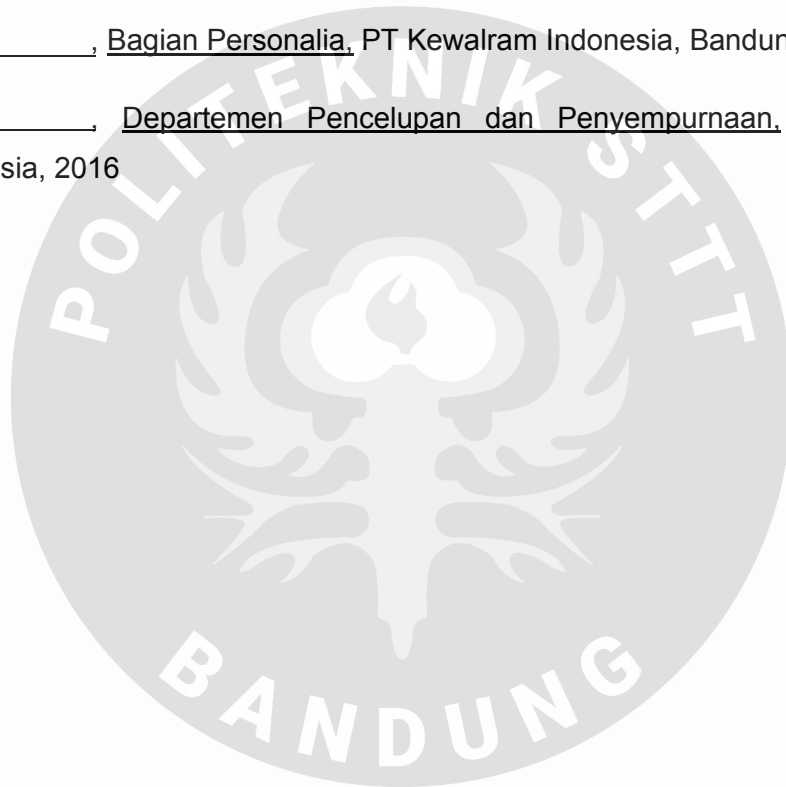 , Bagian Personalia, PT Kewalram Indonesia, Bandun
, Departemen Pencelupan dan Penyempurnaan,
sia, 2016
POLITEKNIK STTT
BANDUNG